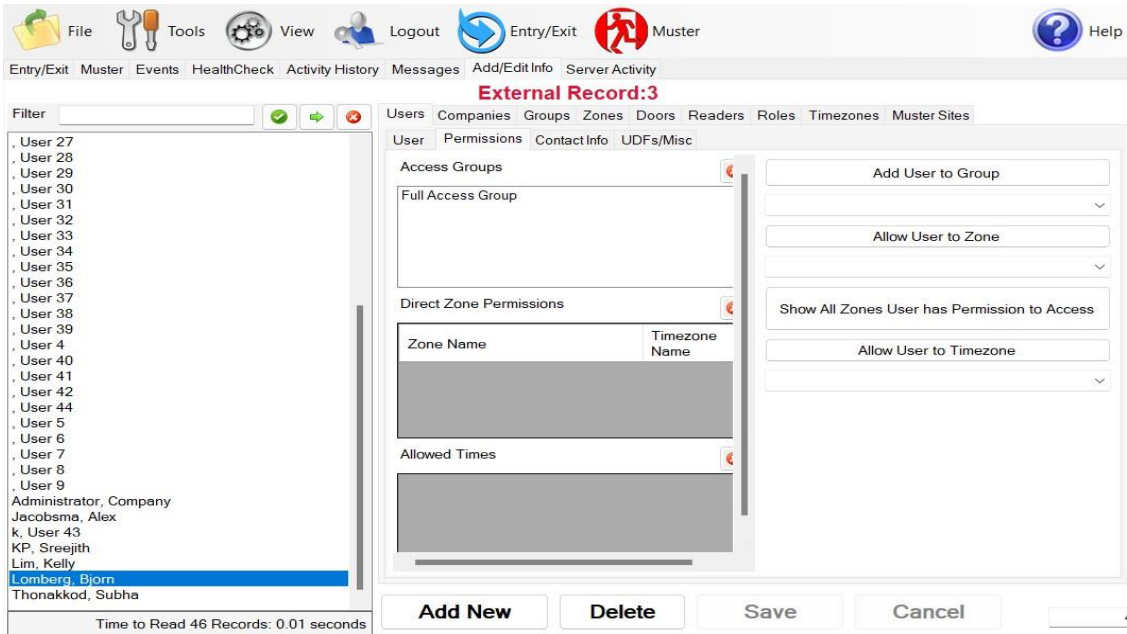 File Tools View Logout Entry/Exit Muster Help
Entry/Exit Muster Events HealthCheck Activity History Messages Add/Edit Info Server Activity
External Record:3
Filter
Users Companies Groups Zones Doors Readers Roles Timezones Muster Sites
User Permissions Contact Info UDFs/Misc
, User 27
, User 28
, User 29
, User 30
, User 31
, User 32
, User 33
, User 34
, User 35
, User 36
, User 37
, User 38
, User 39
, User 4
, User 40
, User 41
, User 42
, User 44
, User 5
, User 6
, User 7
, User 8
, User 9
Administrator, Company
Jacobsma, Alex
k, User 43
KP, Sreejith
Lim, Kelly
Lomberg, Bjorn
Thonakkod, Subha
Time to Read 46 Records: 0.01 seconds
Access Groups
Full Access Group
Direct Zone Permissions
Zone Name Timezone
Name
Allowed Times
Add User to Group
Allow User to Zone
Show All Zones User has Permission to Access
Allow User to Timezone
Add New Delete Save Cancel